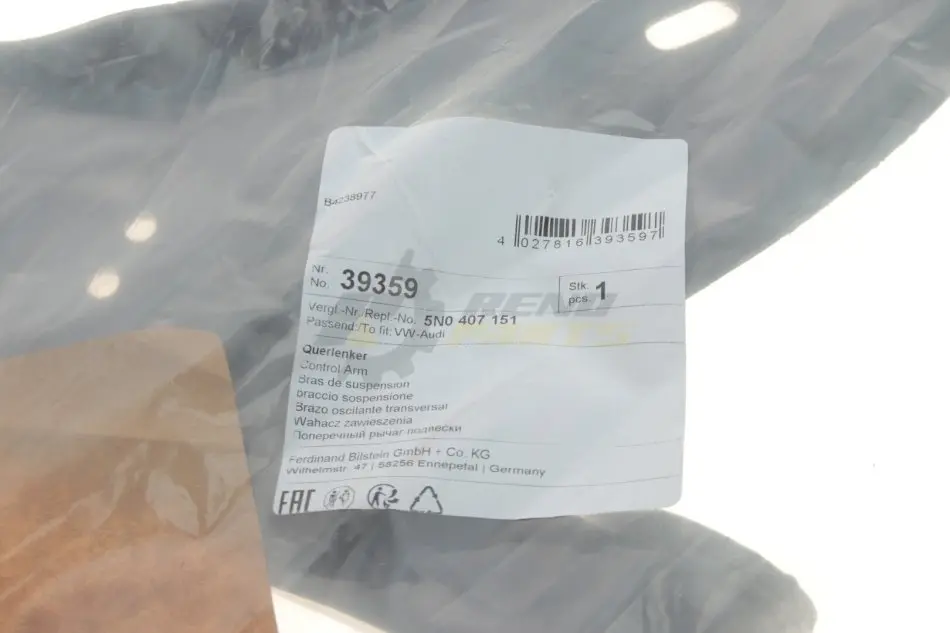 B4238977
4 027816 393597
Nr.
No. 39359
Stk.
pcs. 1
Vergl.-Nr. Repl.-No. 5N0 407 151
Passend:/To fit: VW-Audi
Querlenker
Control Arm
Bras de suspension
braccio sospensione
Brazo oscilante transversal
Wahacz zawieszenia
Поперечный рычаг подвески
Ferdinand Bilstein GmbH + Co. KG
Wilhelmstr. 47 | 58256 Ennepetal | Germany
EAC
PARTS